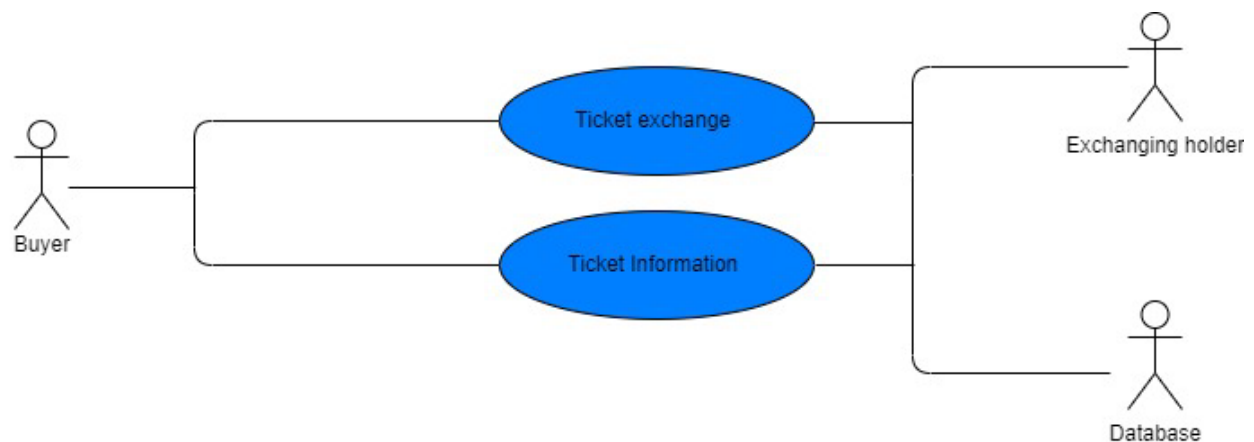 Ticket exchange
Exchanging holder
Buyer
Ticket Information
Database